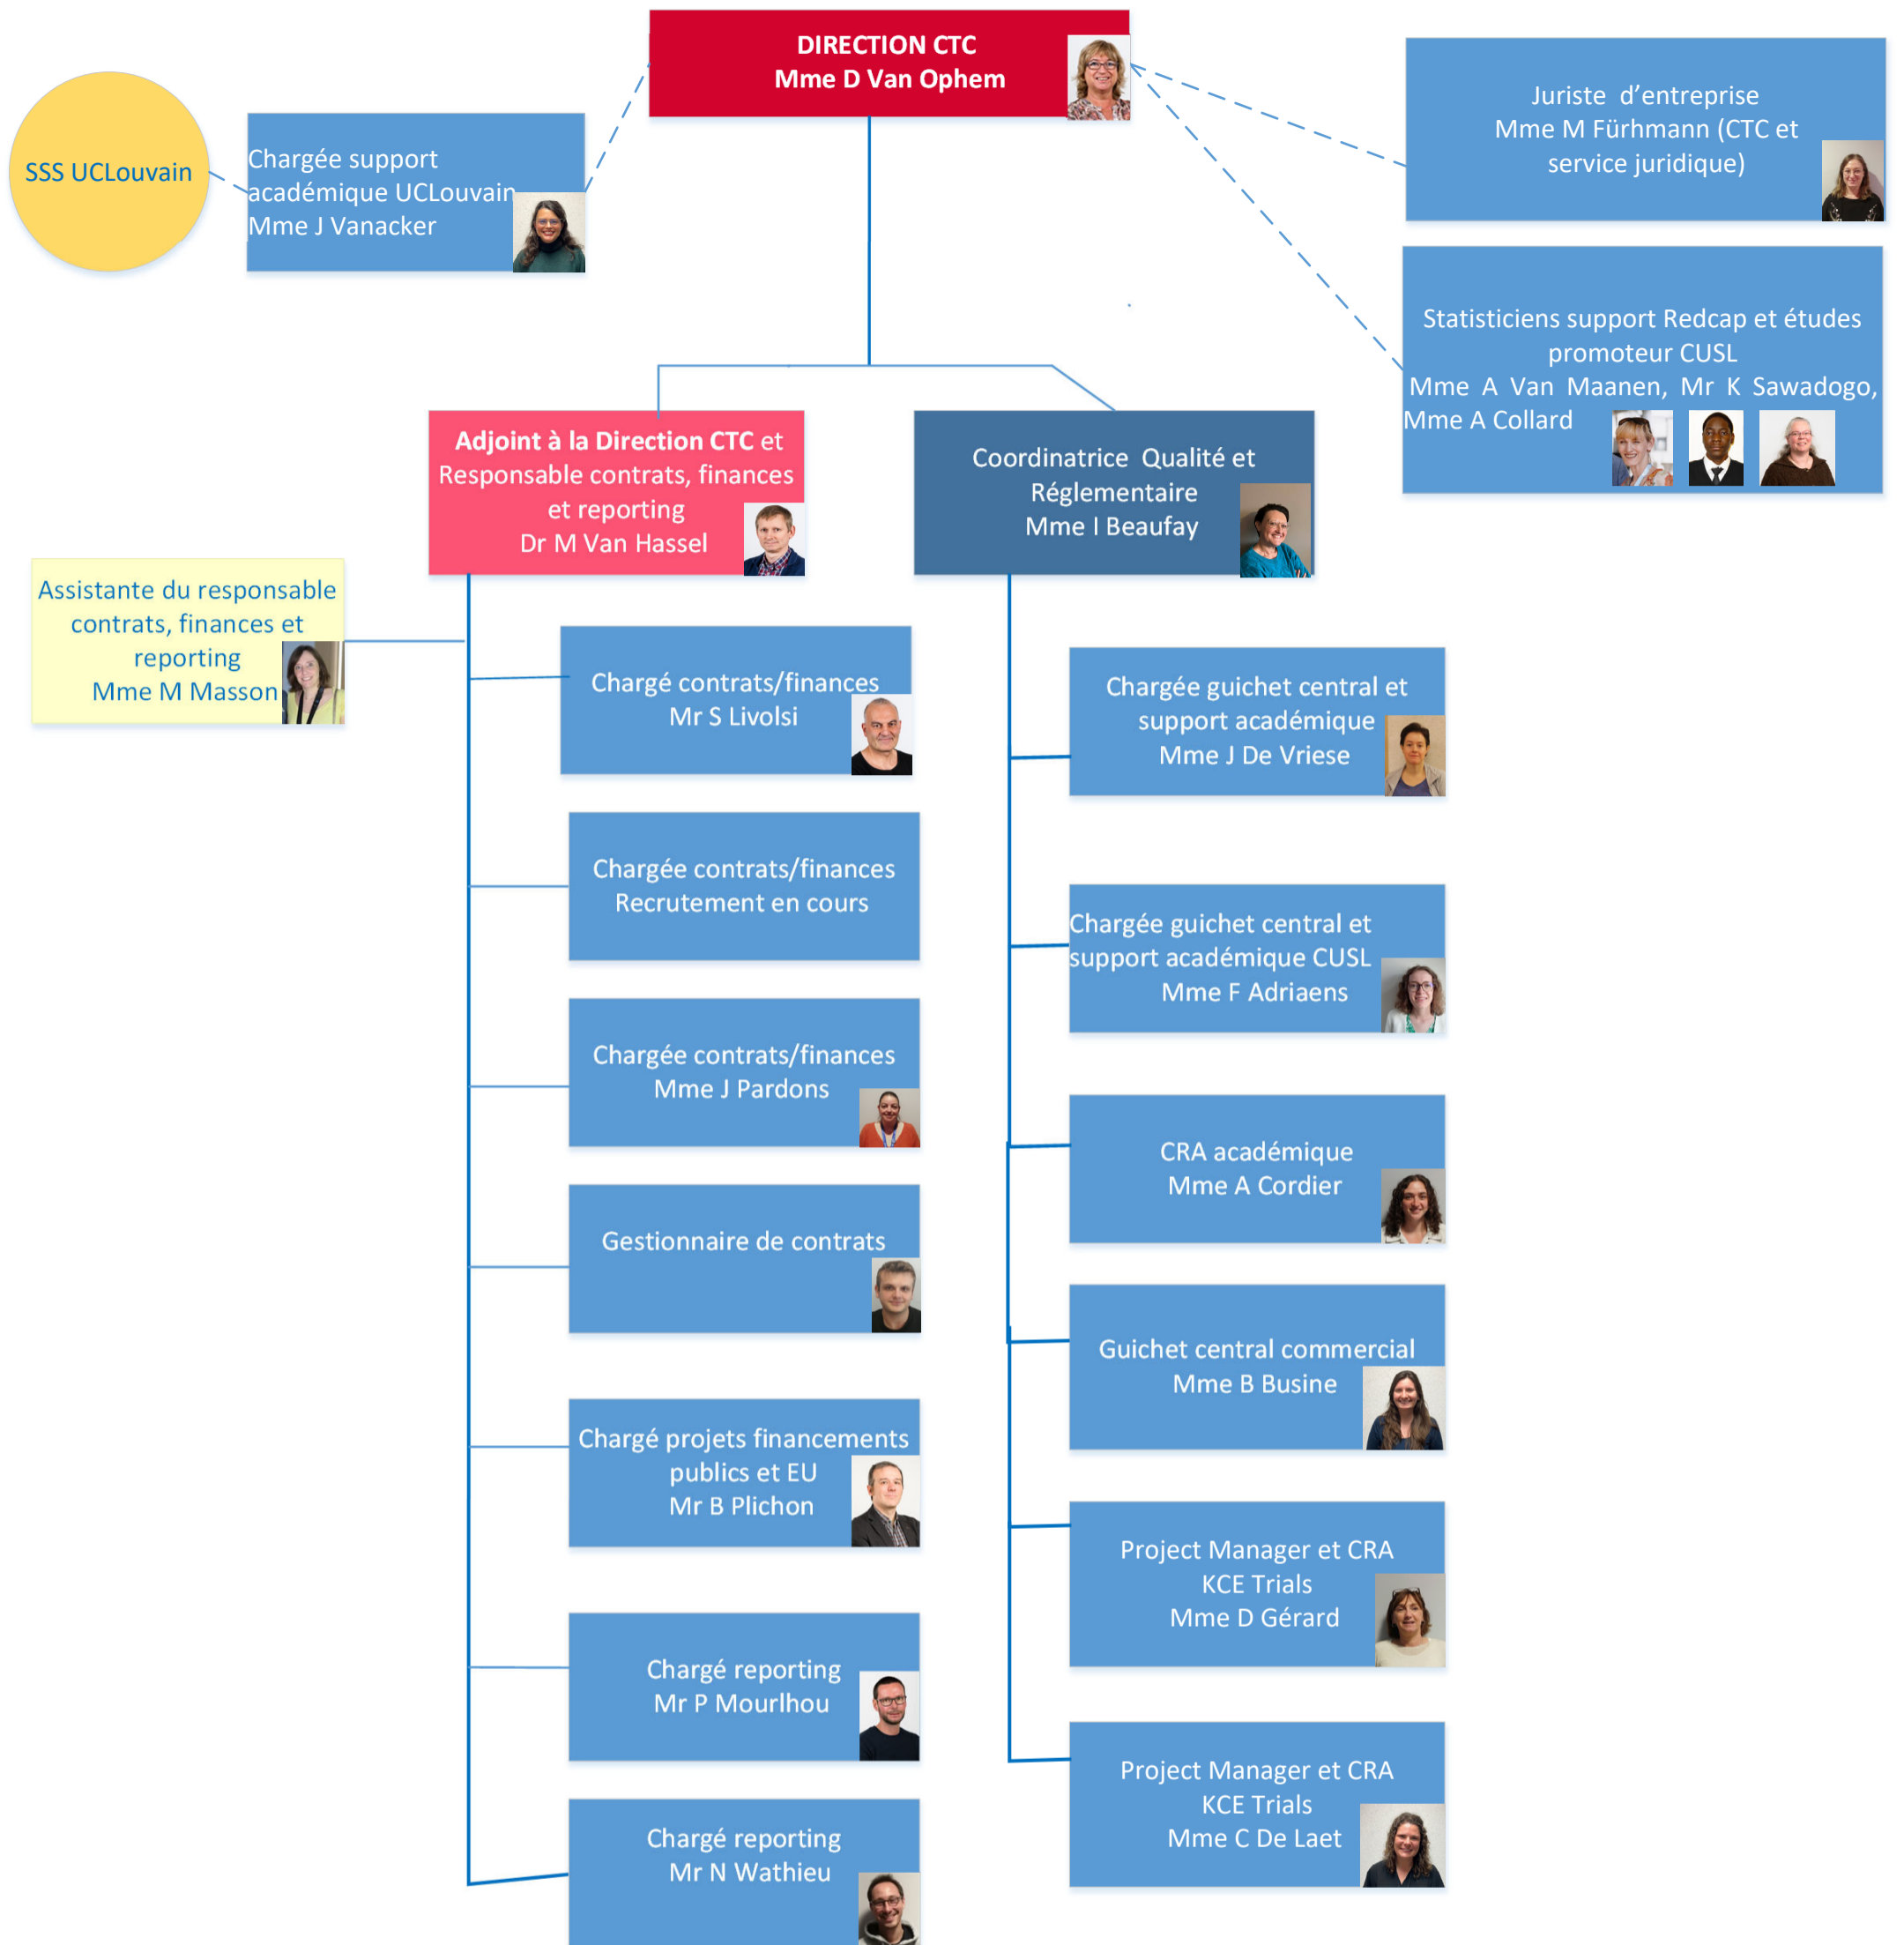 DIRECTION CTC
Mme D Van Ophem
SSS UCLouvain
Chargée support
académique UCLouvain
Mme J Vanacker
Juriste d’entreprise
Mme M Fürhmann (CTC et
service juridique)
Statisticiens support Redcap et études
promoteur CUSL
Mme A Van Maanen, Mr K Sawadogo,
Mme A Collard
Adjoint à la Direction CTC et
Responsable contrats, finances
et reporting
Dr M Van Hassel
Coordinatrice Qualité et
Réglementaire
Mme I Beaufay
Assistante du responsable
contrats, finances et
reporting
Mme M Masson
Chargé contrats/finances
Mr S Livolsi
Chargée contrats/finances
Recrutement en cours
Chargée contrats/finances
Mme J Pardons
Gestionnaire de contrats
Chargé projets financements
publics et EU
Mr B Plichon
Chargé reporting
Mr P Mourlhou
Chargé reporting
Mr N Wathieu
Chargée guichet central et
support académique
Mme J De Vriese
Chargée guichet central et
support académique CUSL
Mme F Adriaens
CRA académique
Mme A Cordier
Guichet central commercial
Mme B Busine
Project Manager et CRA
KCE Trials
Mme D Gérard
Project Manager et CRA
KCE Trials
Mme C De Laet